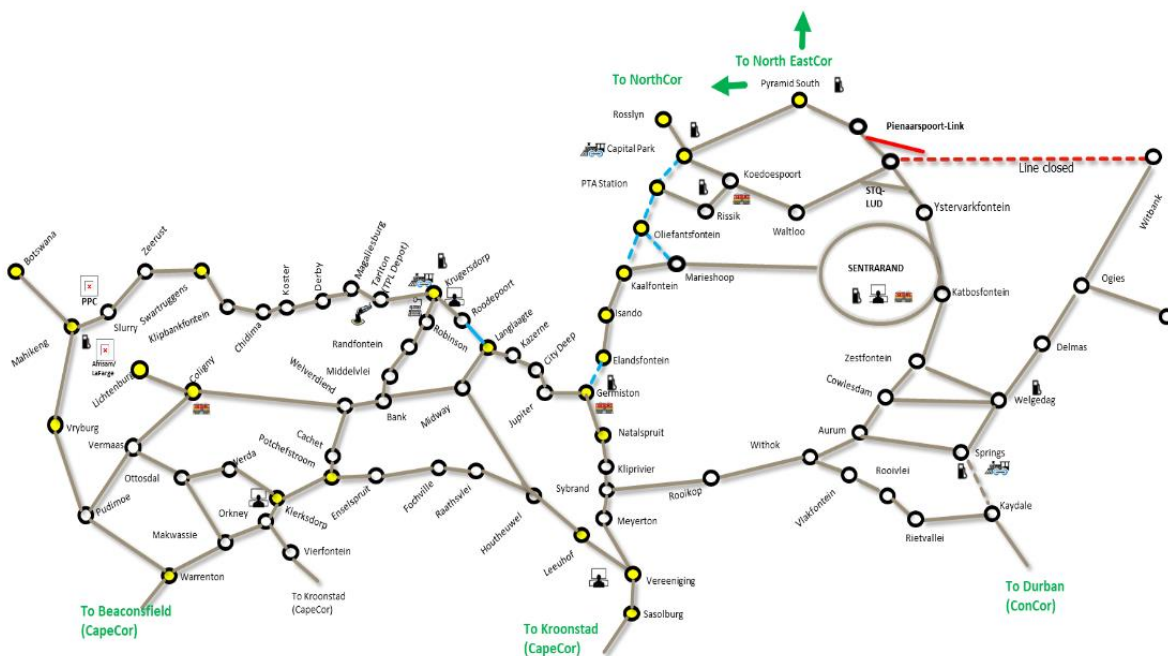 To North EastCor
To NorthCor
Pyramid South
Rosslyn
Pienaarspoort-Link
Capital Park
Line closed
Koedoespoort
PTA Station
STQ-
LUD
Witbank
Rissik
Waltloo
Ystervarkfontein
Oliefantsfontein
Botswana
Zeerust
Marieshoop
SENTRARAND
Kaalfontein
Ogies
Katbosfontein
PPC
Slurry
Swartruggens
Klipbankfontein
Chidima
Koster
Derby
Magaliesburg
Tarlton
(TPL Depot)
Krugersdorp
Roodepoort
Isando
Mahikeng
Afrisam/
LaFarge
Randfontein
Robinson
Langlaagte
Kazerne
City Deep
Elandsfontein
Zestfontein
Delmas
Lichtenburg
Coligny
Welverdiend
Middelvlei
Bank
Midway
Jupiter
Germiston
Cowlesdam
Welgedag
Vryburg
Vermaas
Cachet
Potchefstroom
Natalspruit
Aurum
Withok
Springs
Ottosdal
Werda
Klipriver
Rooivlei
Pudimoe
Orkney
Klerksdorp
Enselspruit
Fochville
Raathsvlei
Sybrand
Rooikop
Vlakfontein
Kaydale
Makwassie
Houtheuwel
Meyerton
Rietvallei
Vierfontein
Leeuhof
Warrenton
Vereeniging
To Beaconsfield
(CapeCor)
To Kroonstad
(CapeCor)
To Durban
(ConCor)
Sasolburg
To Kroonstad
(CapeCor)